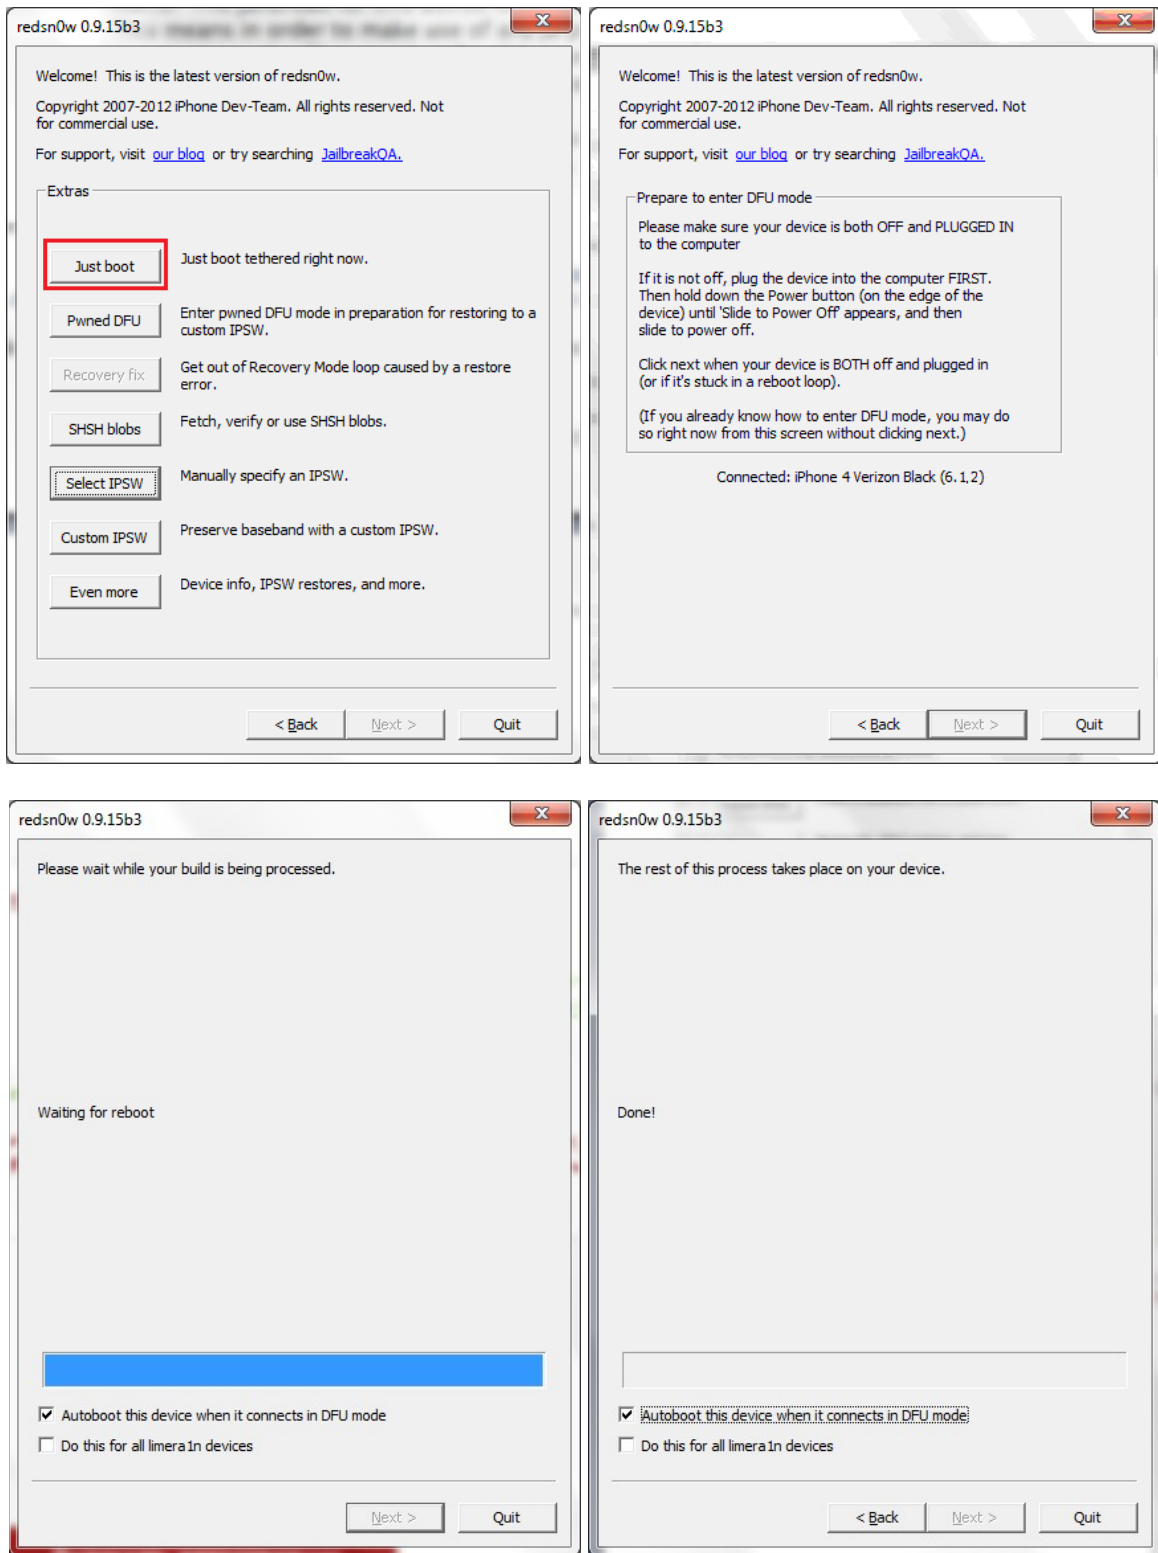 redsn0w 0.9.15b3
Welcome! This is the latest version of redsn0w.
Copyright 2007-2012 iPhone Dev-Team. All rights reserved. Not
for commercial use.
For support, visit our blog or try searching JailbreakQA.
Extras
Just boot
Just boot tethered right now.
Pwned DFU
Enter pwned DFU mode in preparation for restoring to a
custom IPSW.
Recovery fix
Get out of Recovery Mode loop caused by a restore
error.
SHSH blobs
Fetch, verify or use SHSH blobs.
Select IPSW
Manually specify an IPSW.
Custom IPSW
Preserve baseband with a custom IPSW.
Even more
Device info, IPSW restores, and more.
< Back
Next >
Quit
redsn0w 0.9.15b3
Welcome! This is the latest version of redsn0w.
Copyright 2007-2012 iPhone Dev-Team. All rights reserved. Not
for commercial use.
For support, visit our blog or try searching JailbreakQA.
Prepare to enter DFU mode
Please make sure your device is both OFF and PLUGGED IN
to the computer
If it is not off, plug the device into the computer FIRST.
Then hold down the Power button (on the edge of the
device) until 'Slide to Power Off' appears, and then
slide to power off.
Click next when your device is BOTH off and plugged in
(or if it's stuck in a reboot loop).
(If you already know how to enter DFU mode, you may do
so right now from this screen without clicking next.)
Connected: iPhone 4 Verizon Black (6.1.2)
< Back
Next >
Quit
redsn0w 0.9.15b3
Please wait while your build is being processed.
Waiting for reboot
Autoboot this device when it connects in DFU mode
Do this for all limera1n devices
Next >
Quit
redsn0w 0.9.15b3
The rest of this process takes place on your device.
Done!
Autoboot this device when it connects in DFU mode
Do this for all limera1n devices
< Back
Next >
Quit